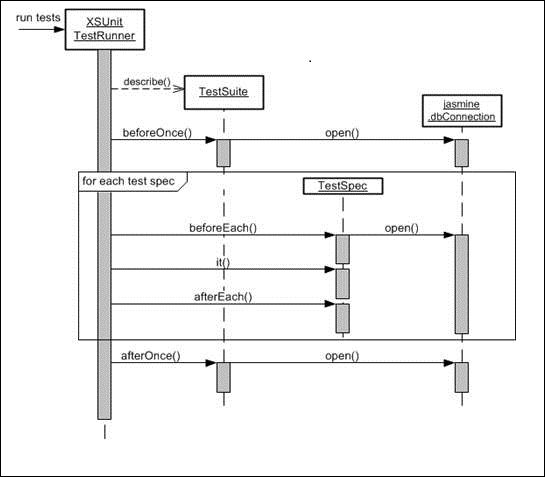 run tests
XSUnit
TestRunner
describe()
TestSuite
jasmine
.dbConnection
beforeOnce()
open()
for each test spec
TestSpec
beforeEach()
open()
it()
afterEach()
afterOnce()
open()